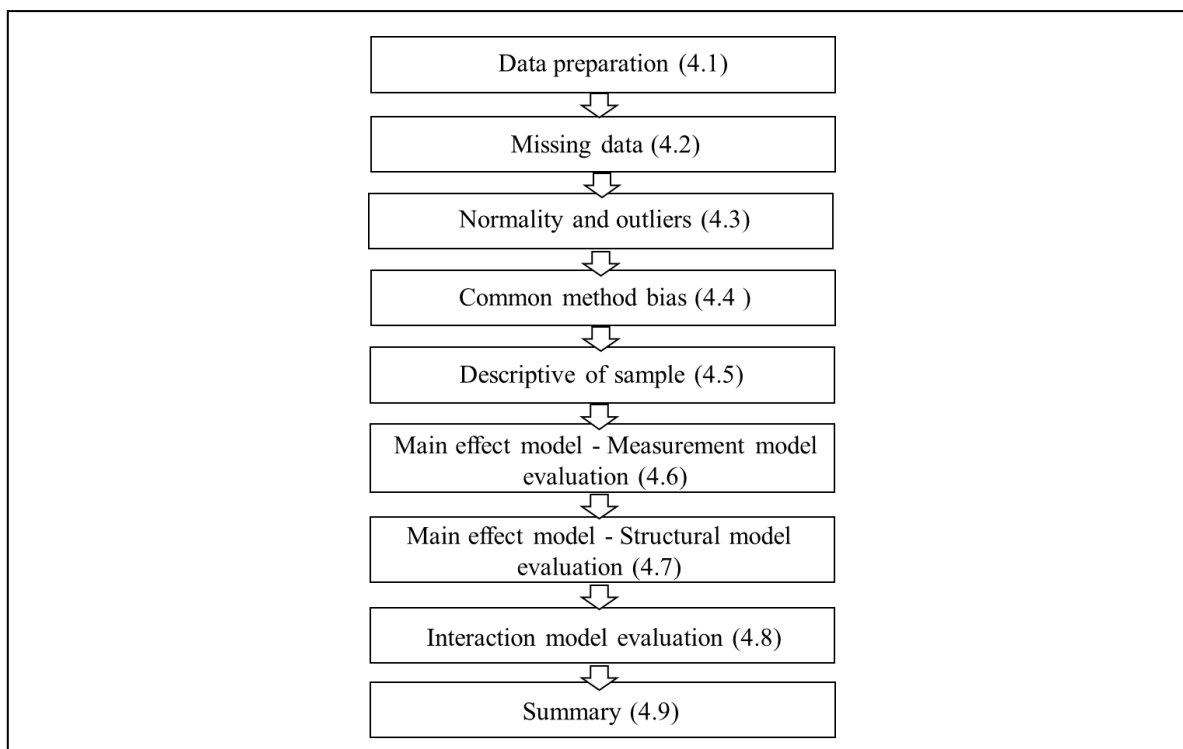 Data preparation (4.1)
Missing data (4.2)
Normality and outliers (4.3)
Common method bias (4.4 )
Descriptive of sample (4.5)
Main effect model - Measurement model
evaluation (4.6)
Main effect model - Structural model
evaluation (4.7)
Interaction model evaluation (4.8)
Summary (4.9)